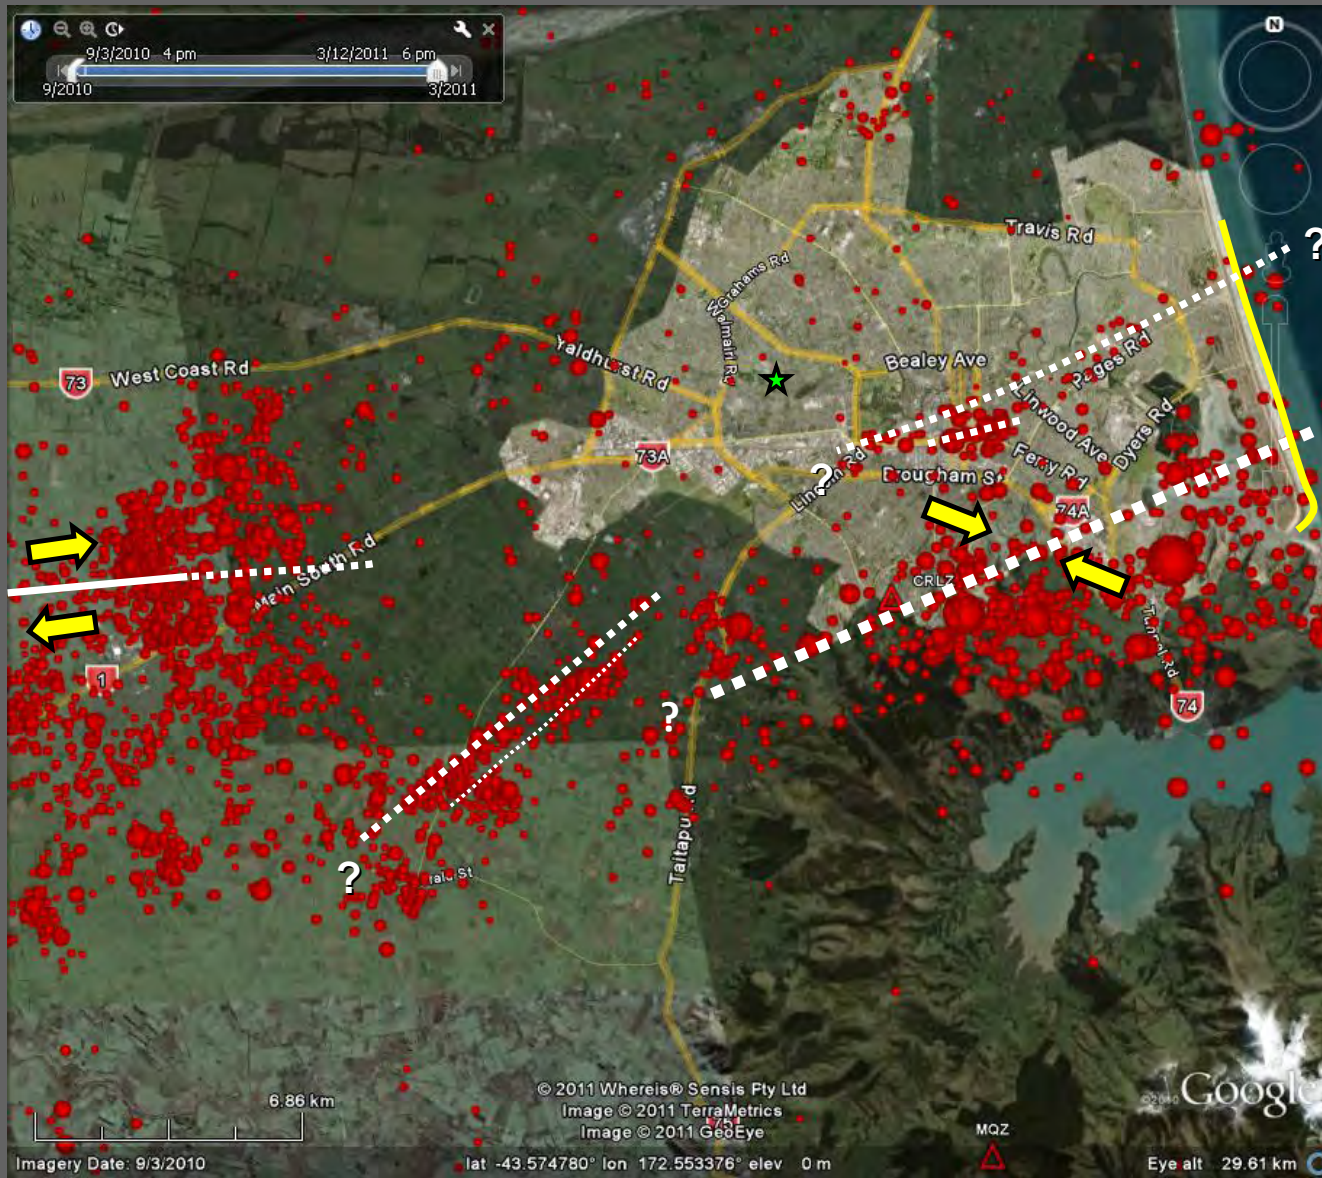 9/3/2010 4 pm
3/12/2011 6 pm
9/2010
3/2011
N
Travis Rd
?
Grahams Rd
Yaldhurst Rd
Bealey Ave
Pages Rd
73
West Coast Rd
Linwood Ave
Dyers Rd
73A
Ferry Rd
?
Brougham St
74A
Main South Rd
CRLZ
Tunnel Rd
1
?
74
Taitapu Rd
?
© 2011 Whereis® Sensis Pty Ltd
6.86 km
Image © 2011 TerraMetrics
Google
75
Image © 2011 GeoEye
MQZ
Imagery Date: 9/3/2010
lat -43.574780° lon 172.553376° elev 0 m
Eye alt 29.61 km